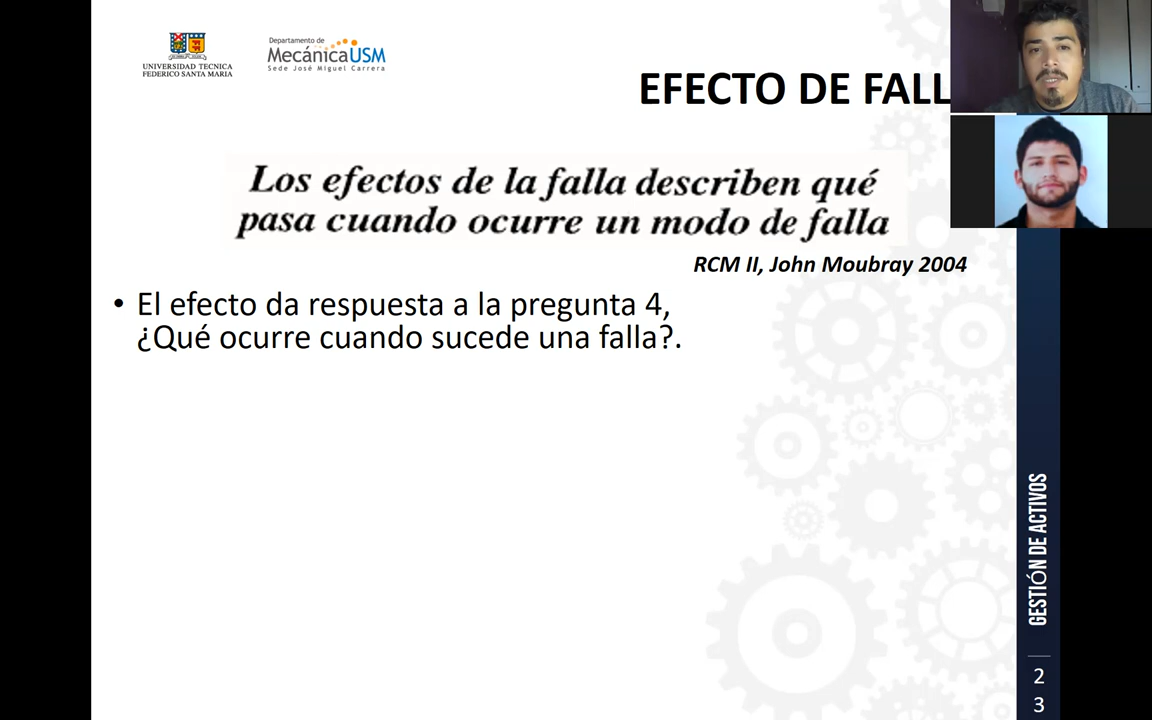 UNIVERSIDAD TECNICA
FEDERICO SANTA MARIA
Departamento de
MecánicaUSM
Sede José Miguel Carrera
EFECTO DE FALL
Los efectos de la falla describen qué
pasa cuando ocurre un modo de falla
RCM II, John Moubray 2004
• El efecto da respuesta a la pregunta 4,
¿Qué ocurre cuando sucede una falla?.
GESTIÓN DE ACTIVOS
2
3